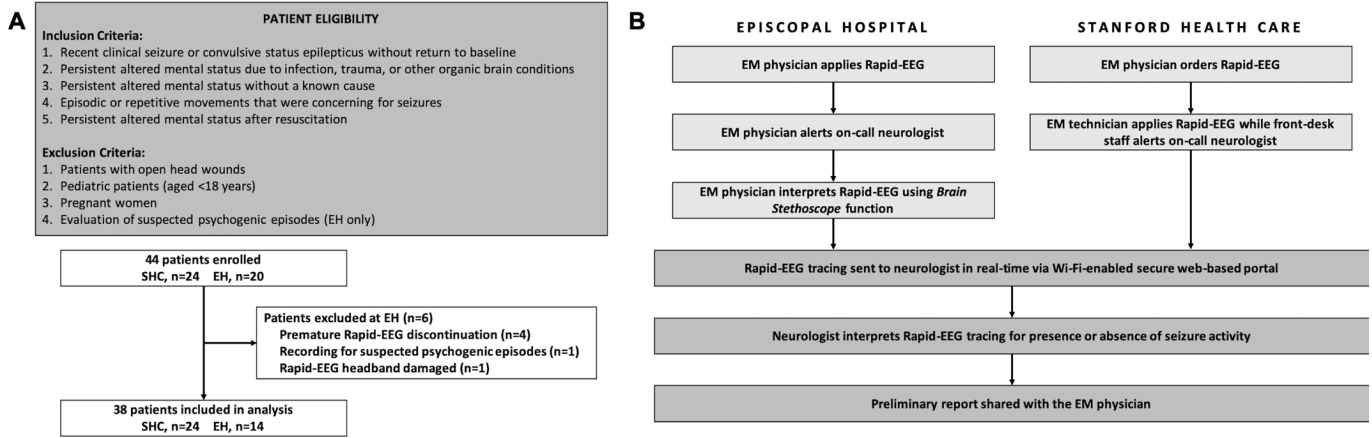 A
PATIENT ELIGIBILITY
Inclusion Criteria:
1. Recent clinical seizure or convulsive status epilepticus without return to baseline
2. Persistent altered mental status due to infection, trauma, or other organic brain conditions
3. Persistent altered mental status without a known cause
4. Episodic or repetitive movements that were concerning for seizures
5. Persistent altered mental status after resuscitation
Exclusion Criteria:
1. Patients with open head wounds
2. Pediatric patients (aged <18 years)
3. Pregnant women
4. Evaluation of suspected psychogenic episodes (EH only)
44 patients enrolled
SHC, n=24 EH, n=20
Patients excluded at EH (n=6)
Premature Rapid-EEG discontinuation (n=4)
Recording for suspected psychogenic episodes (n=1)
Rapid-EEG headband damaged (n=1)
38 patients included in analysis
SHC, n=24 EH, n=14
B
EPISCOPAL HOSPITAL
EM physician applies Rapid-EEG
EM physician alerts on-call neurologist
EM physician interprets Rapid-EEG using Brain
Stethoscope function
STANFORD HEALTH CARE
EM physician orders Rapid-EEG
EM technician applies Rapid-EEG while front-desk
staff alerts on-call neurologist
Rapid-EEG tracing sent to neurologist in real-time via Wi-Fi-enabled secure web-based portal
Neurologist interprets Rapid-EEG tracing for presence or absence of seizure activity
Preliminary report shared with the EM physician